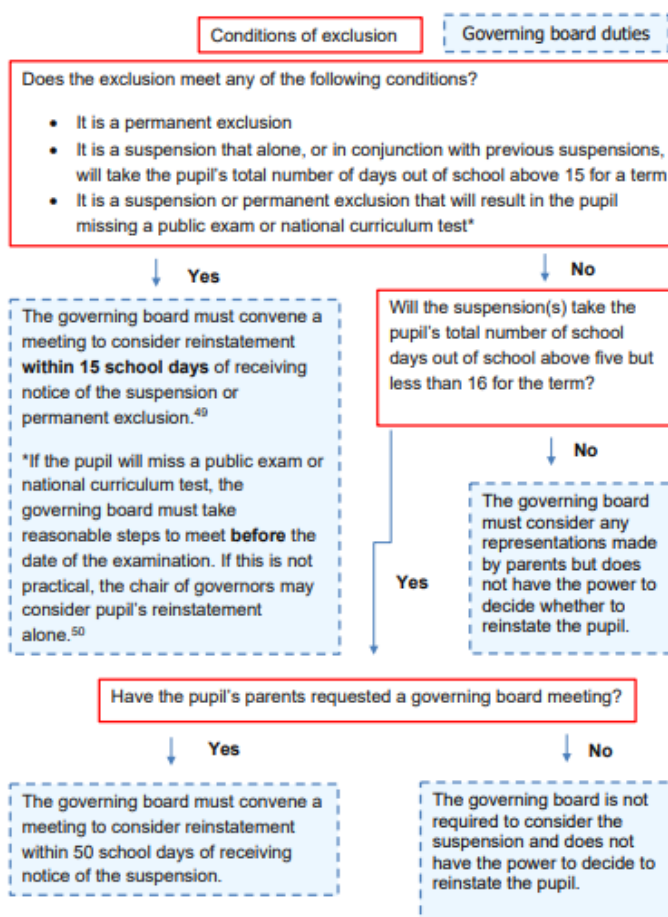 Conditions of exclusion
Governing board duties
Does the exclusion meet any of the following conditions?
• It is a permanent exclusion
• It is a suspension that alone, or in conjunction with previous suspensions,
will take the pupil's total number of days out of school above 15 for a term
• It is a suspension or permanent exclusion that will result in the pupil
missing a public exam or national curriculum test*
Yes
No
The governing board must convene a
meeting to consider reinstatement
within 15 school days of receiving
notice of the suspension or
permanent exclusion.49
*If the pupil will miss a public exam or
national curriculum test, the
governing board must take
reasonable steps to meet before the
date of the examination. If this is not
practical, the chair of governors may
consider pupil's reinstatement
alone.50
Will the suspension(s) take the
pupil's total number of school
days out of school above five but
less than 16 for the term?
No
Yes
The governing board
must consider any
representations made
by parents but does
not have the power to
decide whether to
reinstate the pupil.
Have the pupil's parents requested a governing board meeting?
Yes
No
The governing board must convene a
meeting to consider reinstatement
within 50 school days of receiving
notice of the suspension.
The governing board is not
required to consider the
suspension and does not
have the power to decide to
reinstate the pupil.